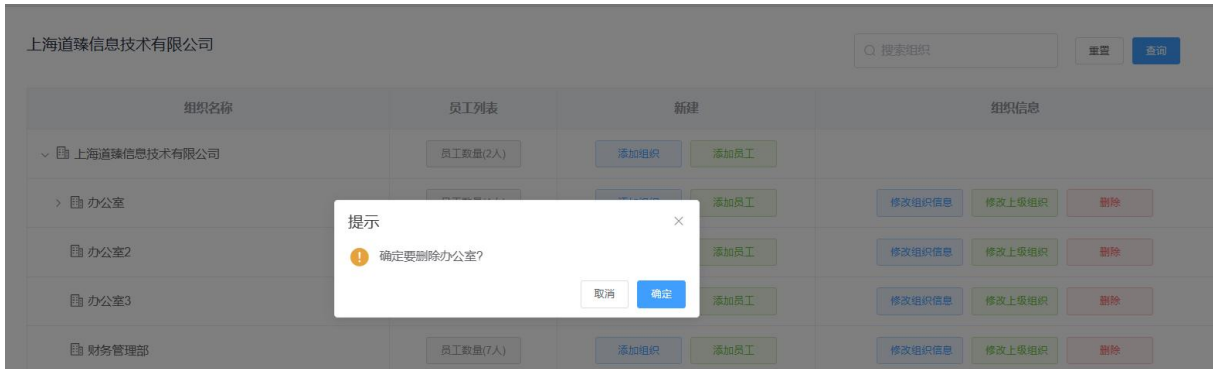 上海道臻信息技术有限公司 搜索组织 重置 查询
组织名称 员工列表 新建 组织信息
上海道臻信息技术有限公司 员工数量(2人) 添加组织 添加员工
办公室 添加员工 修改组织信息 修改上级组织 删除
提示
办公室2 添加员工 修改组织信息 修改上级组织 删除
确定要删除办公室?
办公室3 添加员工 修改组织信息 修改上级组织 删除
取消 确定
财务管理部 员工数量(7人) 添加组织 添加员工 修改组织信息 修改上级组织 删除